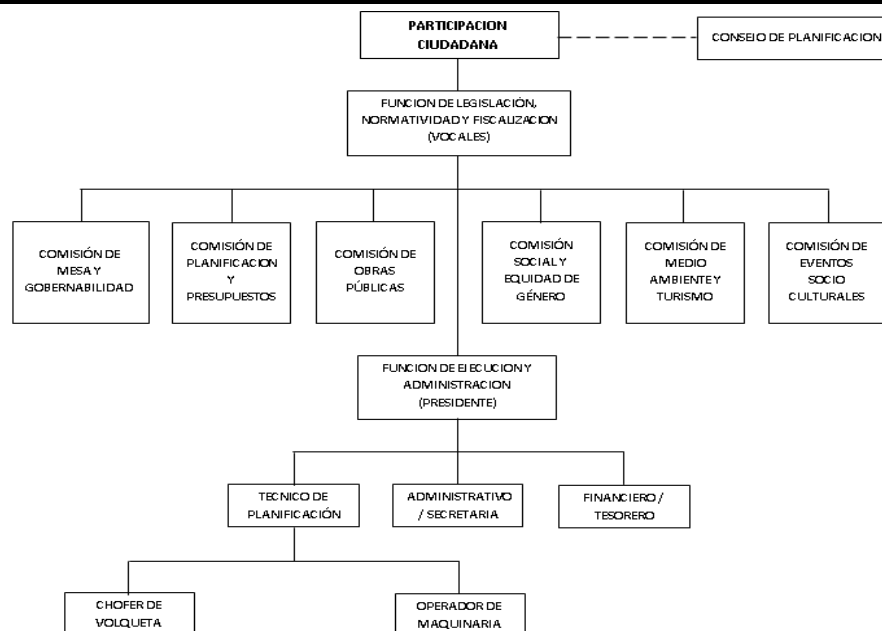 PARTICIPACION
CIUDADANA
CONSEJO DE PLANIFICACION
FUNCION DE LEGISLACIÓN,
NORMATIVIDAD Y FISCALIZACION
(VOCALES)
COMISIÓN DE
MESA Y
GOBERNABILIDAD
COMISIÓN DE
PLANIFICACION
Y
PRESUPUESTOS
COMISIÓN DE
OBRAS
PÚBLICAS
COMISIÓN
SOCIAL Y
EQUIDAD DE
GÉNERO
COMISIÓN DE
MEDIO
AMBIENTE Y
TURISMO
COMISIÓN DE
EVENTOS
SOCIO
CULTURALES
FUNCION DE EJECUCION Y
ADMINISTRACION
(PRESIDENTE)
TECNICO DE
PLANIFICACIÓN
ADMINISTRATIVO
/ SECRETARIA
FINANCIERO /
TESORERO
CHOFER DE
VOLQUETA
OPERADOR DE
MAQUINARIA